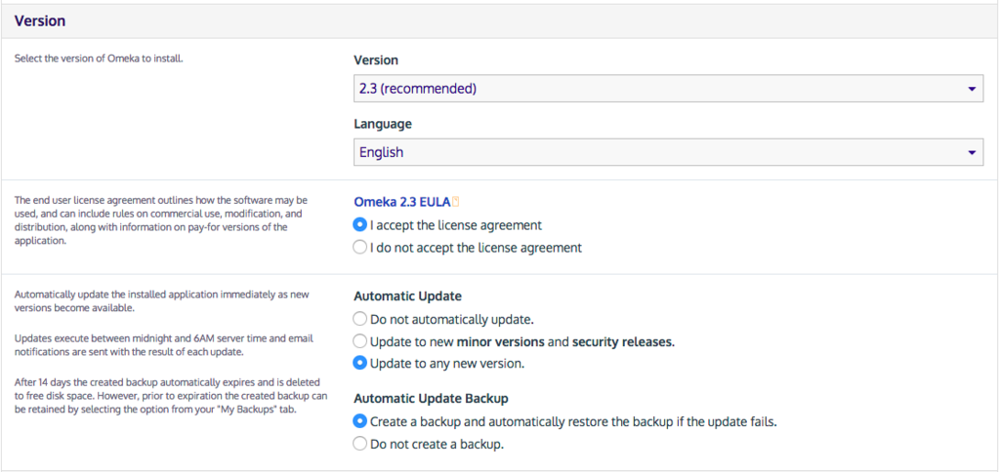 Version
Select the version of Omeka to install.
Version
2.3 (recommended)
Language
English
The end user license agreement outlines how the software may be
used, and can include rules on commercial use, modification, and
distribution, along with information on pay-for versions of the
application.
Omeka 2.3 EULA
I accept the license agreement
I do not accept the license agreement
Automatically update the installed application immediately as new
versions become available.
Updates execute between midnight and 6AM server time and email
notifications are sent with the result of each update.
After 14 days the created backup automatically expires and is deleted
to free disk space. However, prior to expiration the created backup can
be retained by selecting the option from your "My Backups" tab.
Automatic Update
Do not automatically update.
Update to new minor versions and security releases.
Update to any new version.
Automatic Update Backup
Create a backup and automatically restore the backup if the update fails.
Do not create a backup.